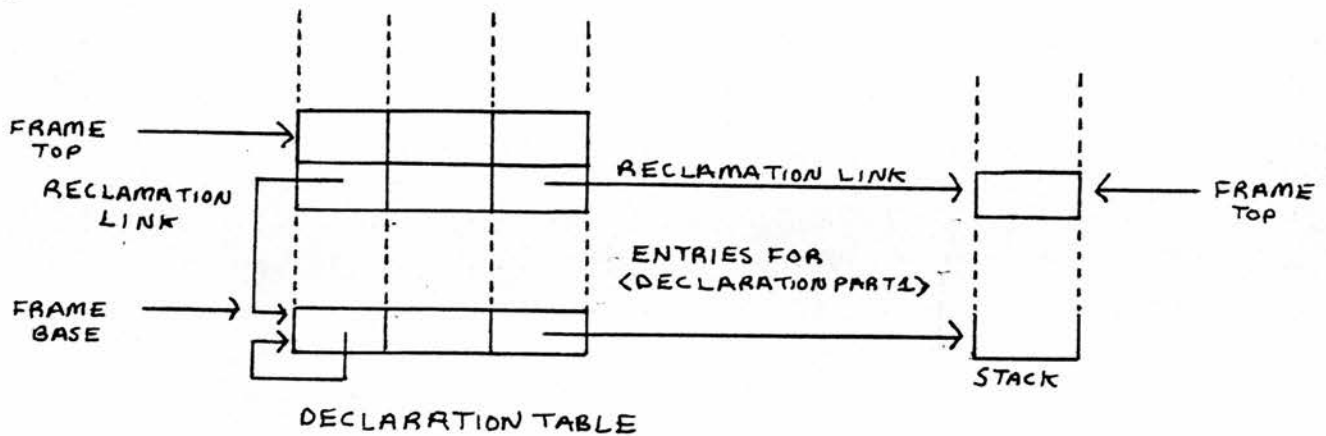 FRAME
TOP
RECLAMATION
LINK
RECLAMATION LINK
FRAME
TOP
ENTRIES FOR
<DECLARATION PART1>
FRAME
BASE
STACK
DECLARATION TABLE